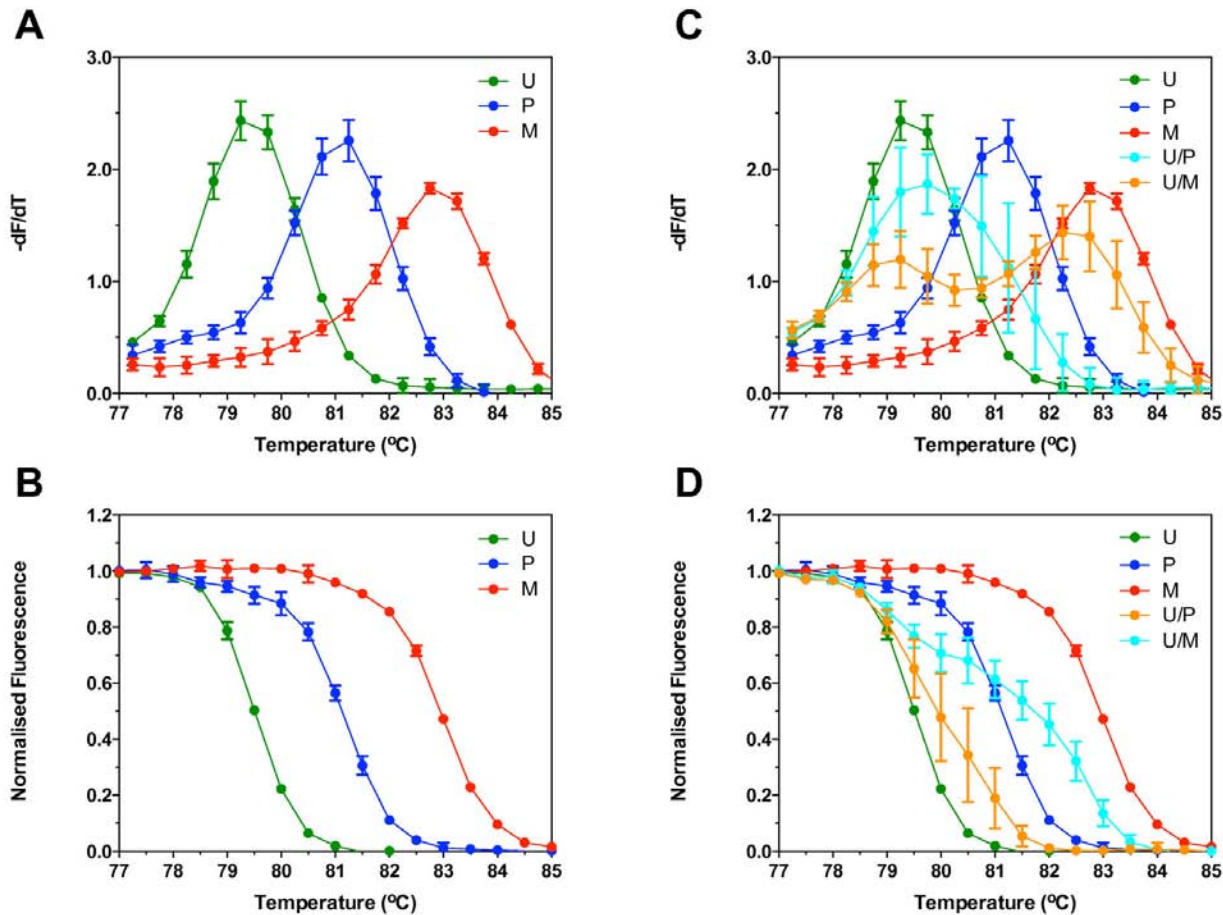 A
3.0
2.0
1.0
0.0
-dF/dT
77 78 79 80 81 82 83 84 85
Temperature (ºC)
U
P
M
C
3.0
2.0
1.0
0.0
-dF/dT
77 78 79 80 81 82 83 84 85
Temperature (ºC)
U
P
M
U/P
U/M
B
1.2
1.0
0.8
0.6
0.4
0.2
0.0
Normalised Fluorescence
77 78 79 80 81 82 83 84 85
Temperature (ºC)
U
P
M
D
1.2
1.0
0.8
0.6
0.4
0.2
0.0
Normalised Fluorescence
77 78 79 80 81 82 83 84 85
Temperature (ºC)
U
P
M
U/P
U/M